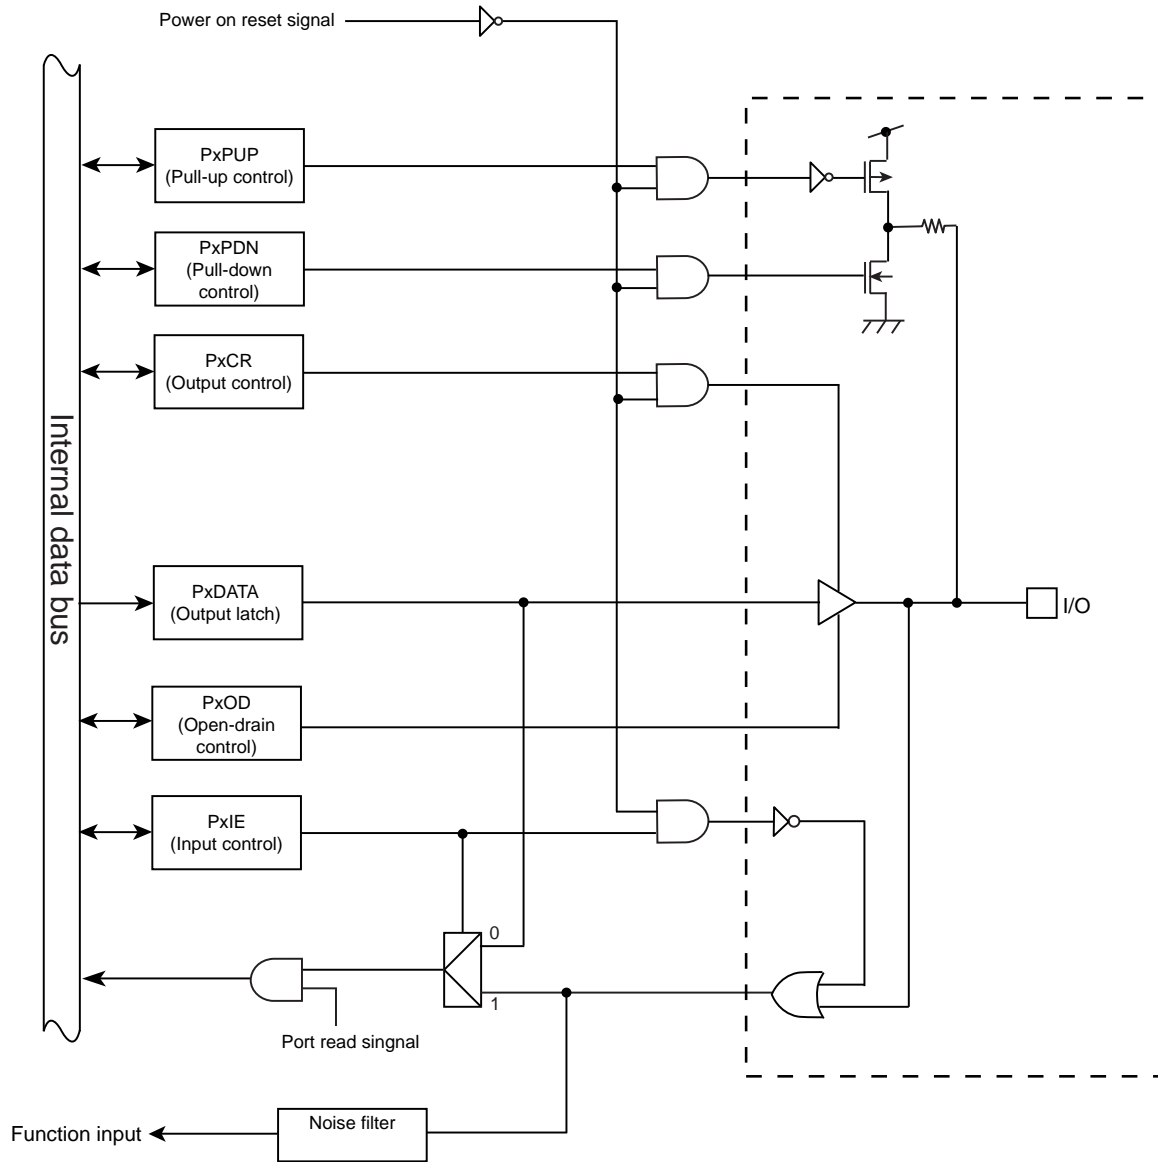 Power on reset signal
PxPUP
(Pull-up control)
PxPDN
(Pull-down
control)
PxCR
(Output control)
Internal data bus
PxDATA
(Output latch)
I/O
PxOD
(Open-drain
control)
PxIE
(Input control)
0
1
Port read singnal
Noise filter
Function input